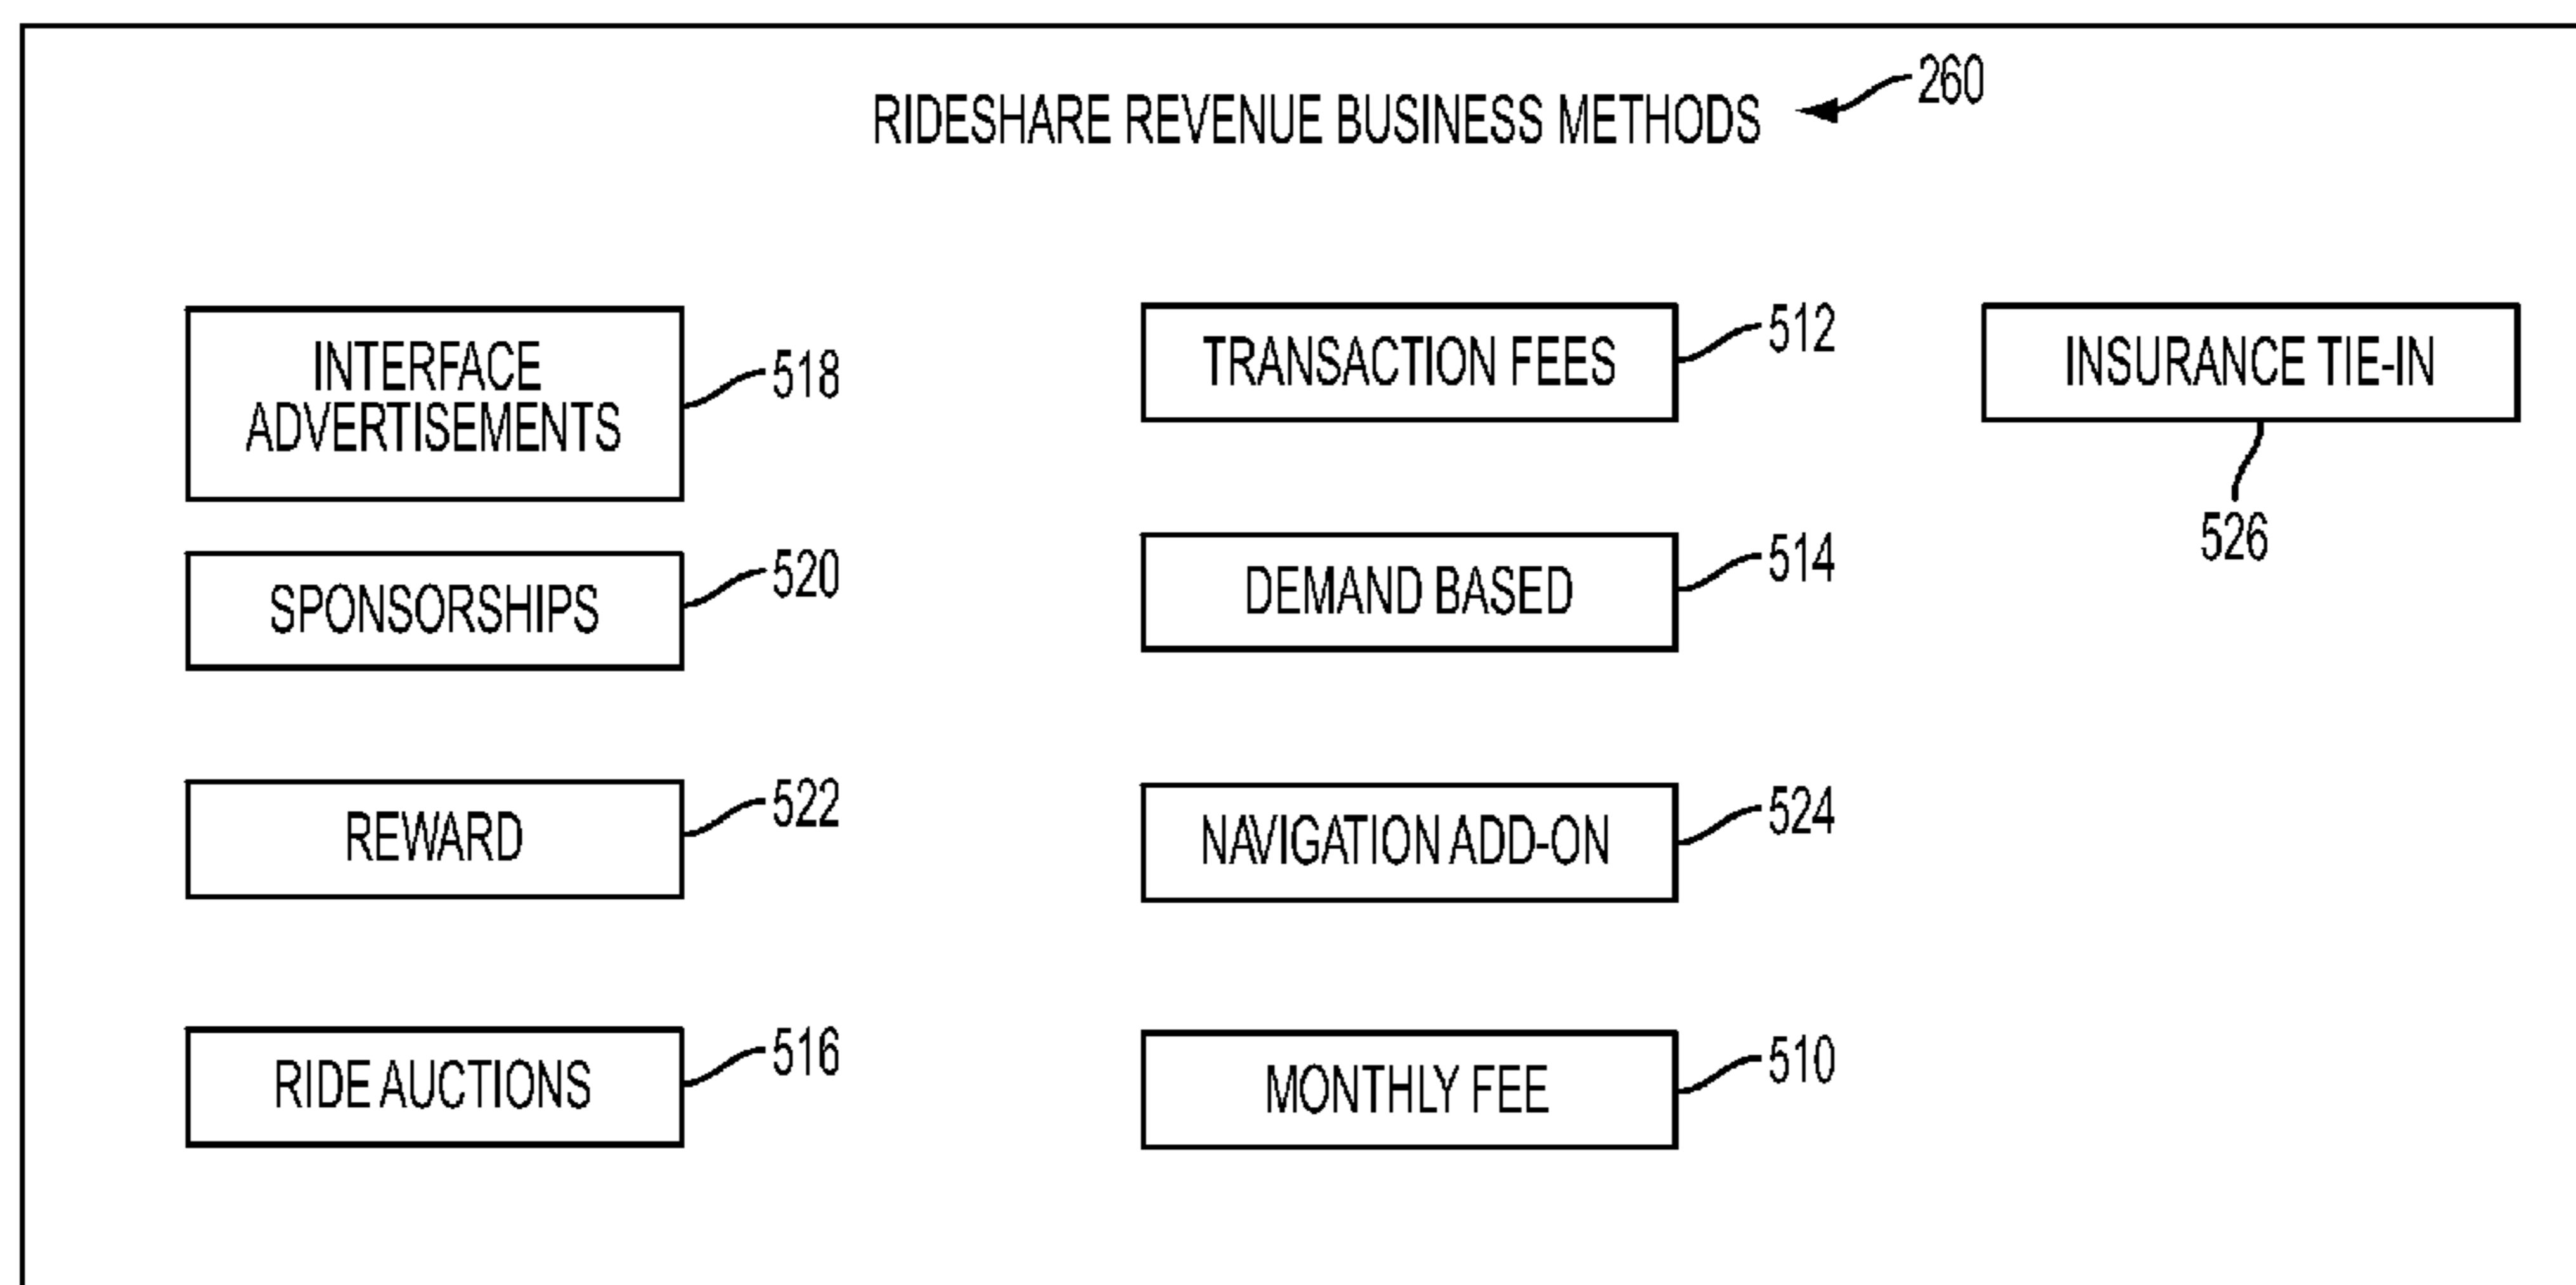 RIDESHARE REVENUE BUSINESS METHODS
260
INTERFACE
ADVERTISEMENTS
518
TRANSACTION FEES
512
INSURANCE TIE-IN
526
SPONSORSHIPS
520
DEMAND BASED
514
REWARD
522
NAVIGATION ADD-ON
524
RIDE AUCTIONS
516
MONTHLY FEE
510